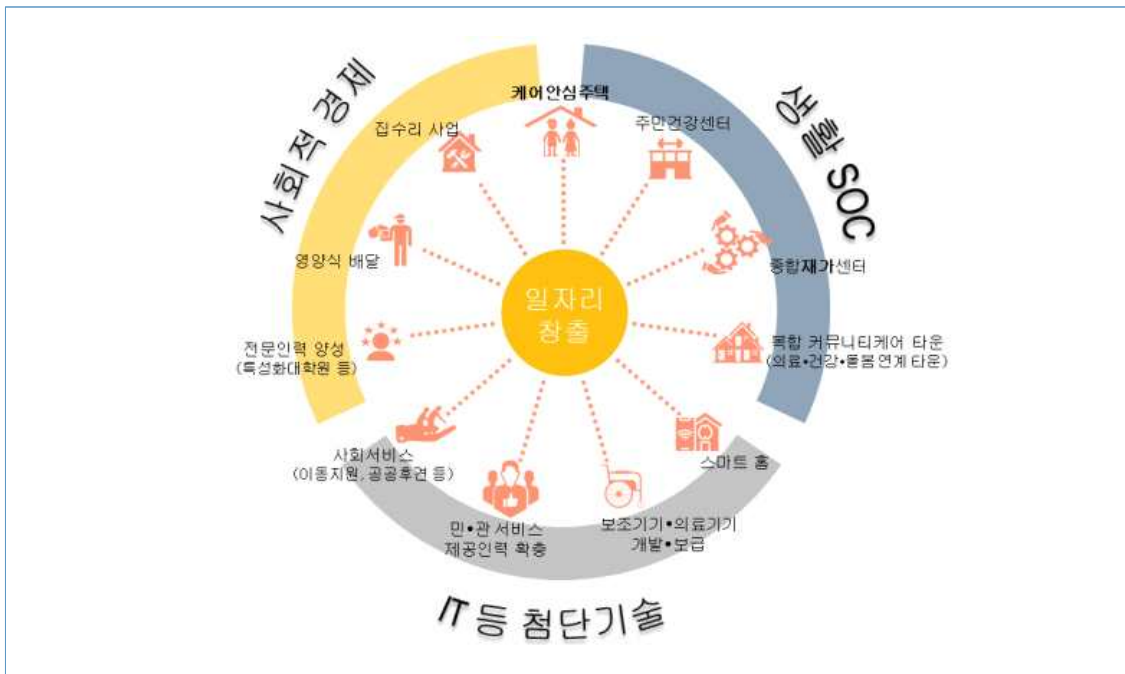 사회적 경제
생활 SOC
IT 등 첨단기술
케어안심주택
주민건강센터
종합재가센터
복합 커뮤니티케어 타운
(의료•건강•돌봄연계 타운)
스마트 홈
보조기기•의료기기
개발•보급
민•관 서비스
제공인력 확충
사회서비스
(이동지원, 공공후견 등)
전문인력 양성
(특성화대학원 등)
영양식 배달
집수리 사업
일자리
창출